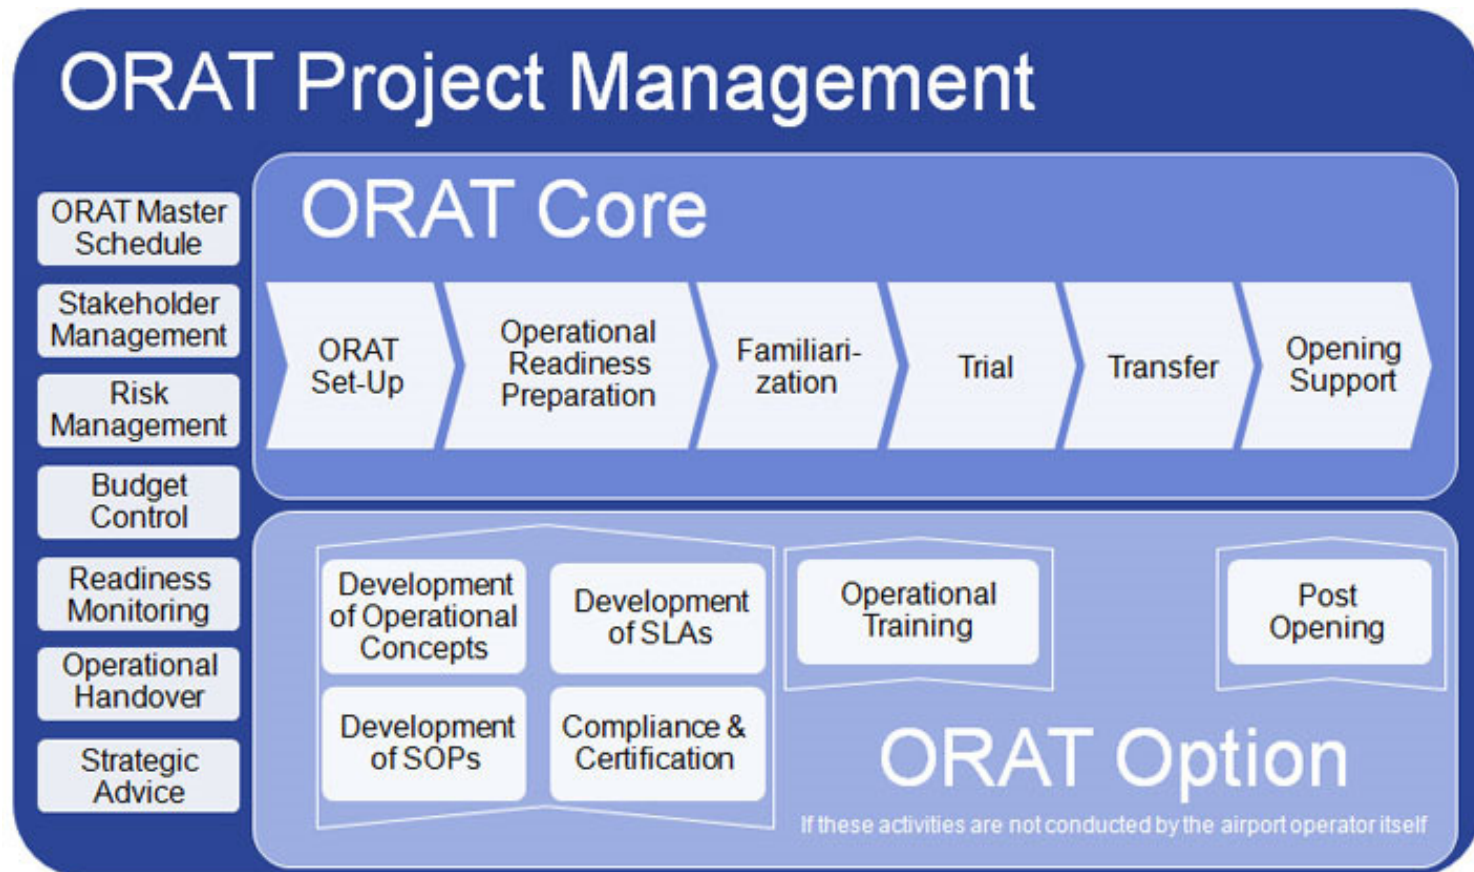 ORAT Project Management
ORAT Master
Schedule
Stakeholder
Management
Risk
Management
Budget
Control
Readiness
Monitoring
Operational
Handover
Strategic
Advice
ORAT Core
ORAT
Set-Up
Operational
Readiness
Preparation
Familiari-
zation
Trial
Transfer
Opening
Support
Development
of Operational
Concepts
Development
of SLAs
Development
of SOPs
Compliance &
Certification
Operational
Training
Post
Opening
ORAT Option
If these activities are not conducted by the airport operator itself